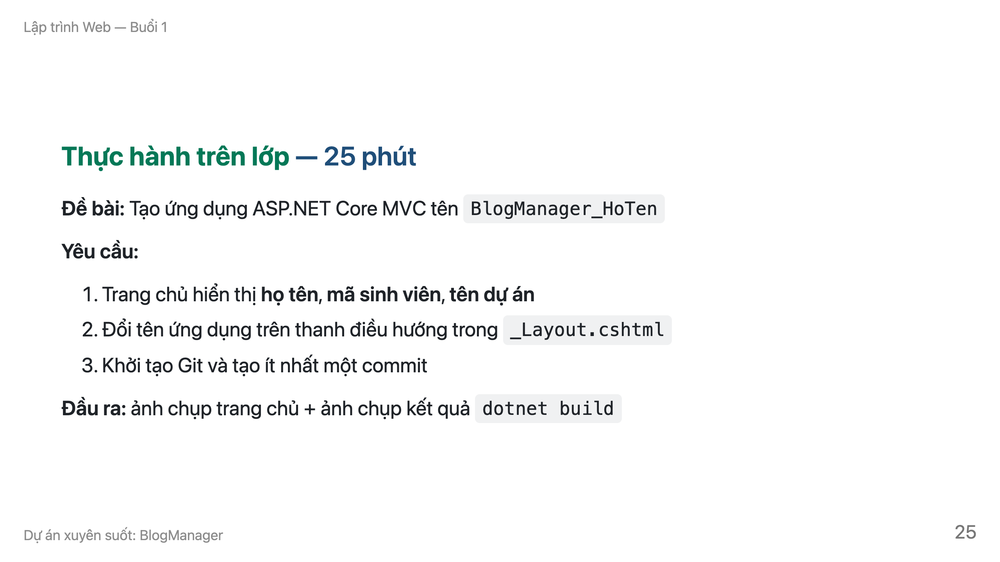 Lập trình Web — Buổi 1
Thực hành trên lớp — 25 phút
Đề bài: Tạo ứng dụng ASP.NET Core MVC tên BlogManager_HoTen
Yêu cầu:
1. Trang chủ hiển thị họ tên, mã sinh viên, tên dự án
2. Đổi tên ứng dụng trên thanh điều hướng trong _Layout.cshtml
3. Khởi tạo Git và tạo ít nhất một commit
Đầu ra: ảnh chụp trang chủ + ảnh chụp kết quả dotnet build
Dự án xuyên suốt: BlogManager
25